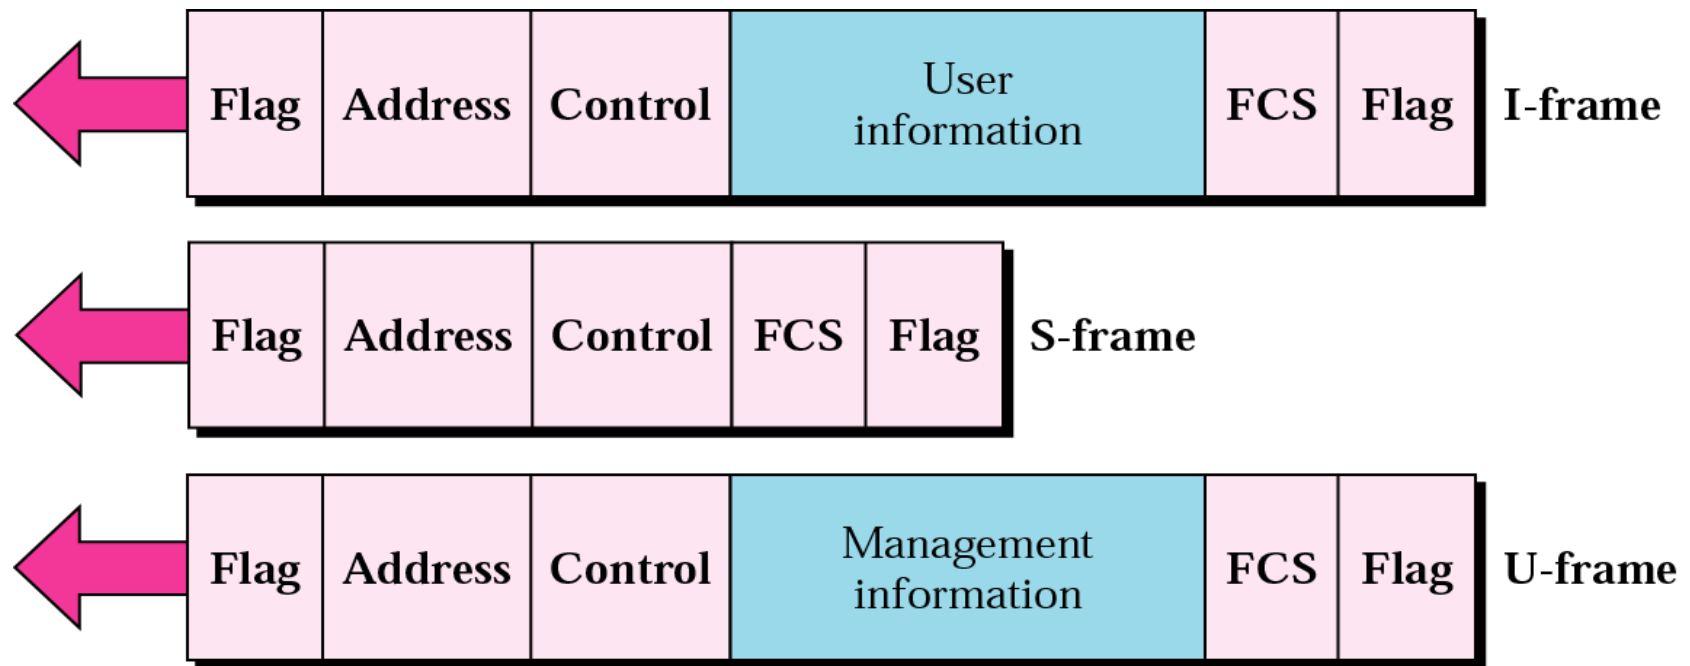 Flag Address Control User information FCS Flag I-frame
Flag Address Control FCS Flag S-frame
Flag Address Control Management information FCS Flag U-frame